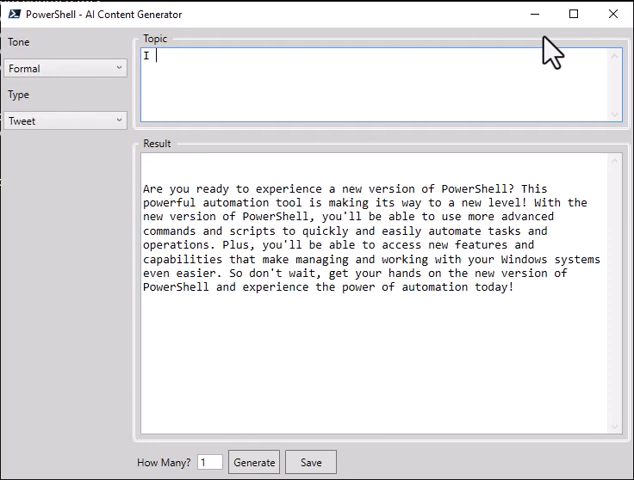 PowerShell - AI Content Generator
Tone
Formal
Type
Tweet
Topic
I
Result
Are you ready to experience a new version of PowerShell? This
powerful automation tool is making its way to a new level! With the
new version of PowerShell, you'll be able to use more advanced
commands and scripts to quickly and easily automate tasks and
operations. Plus, you'll be able to access new features and
capabilities that make managing and working with your Windows systems
even easier. So don't wait, get your hands on the new version of
PowerShell and experience the power of automation today!
How Many? 1 Generate Save